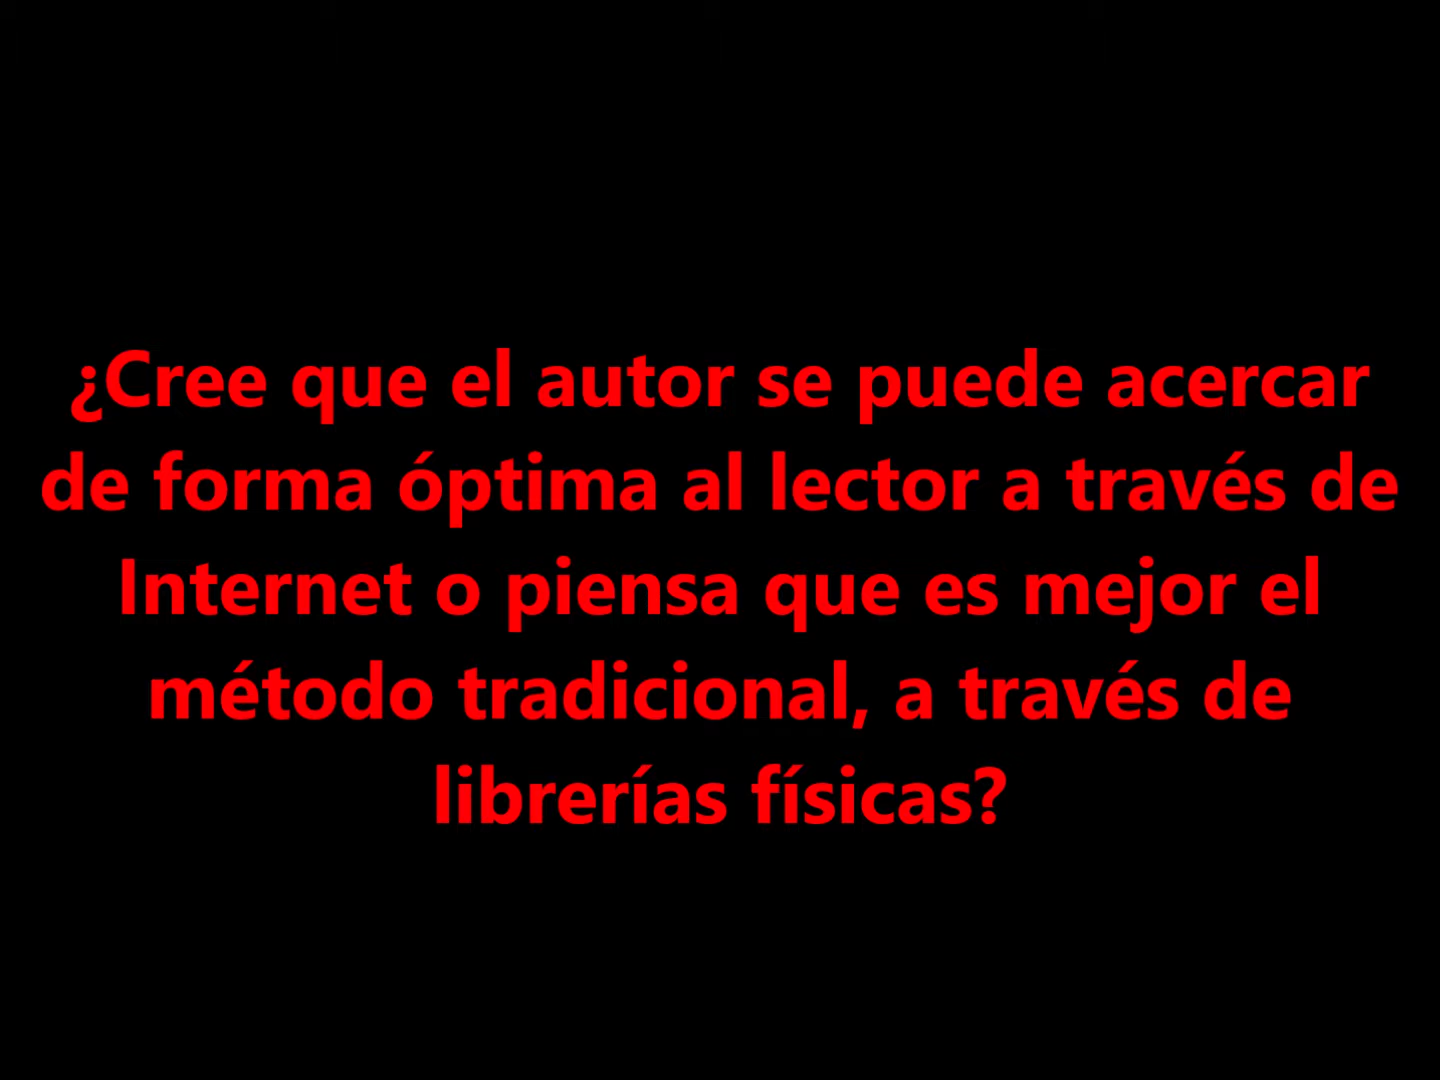 ¿Cree que el autor se puede acercar
de forma óptima al lector a través de
Internet o piensa que es mejor el
método tradicional, a través de
librerías físicas?